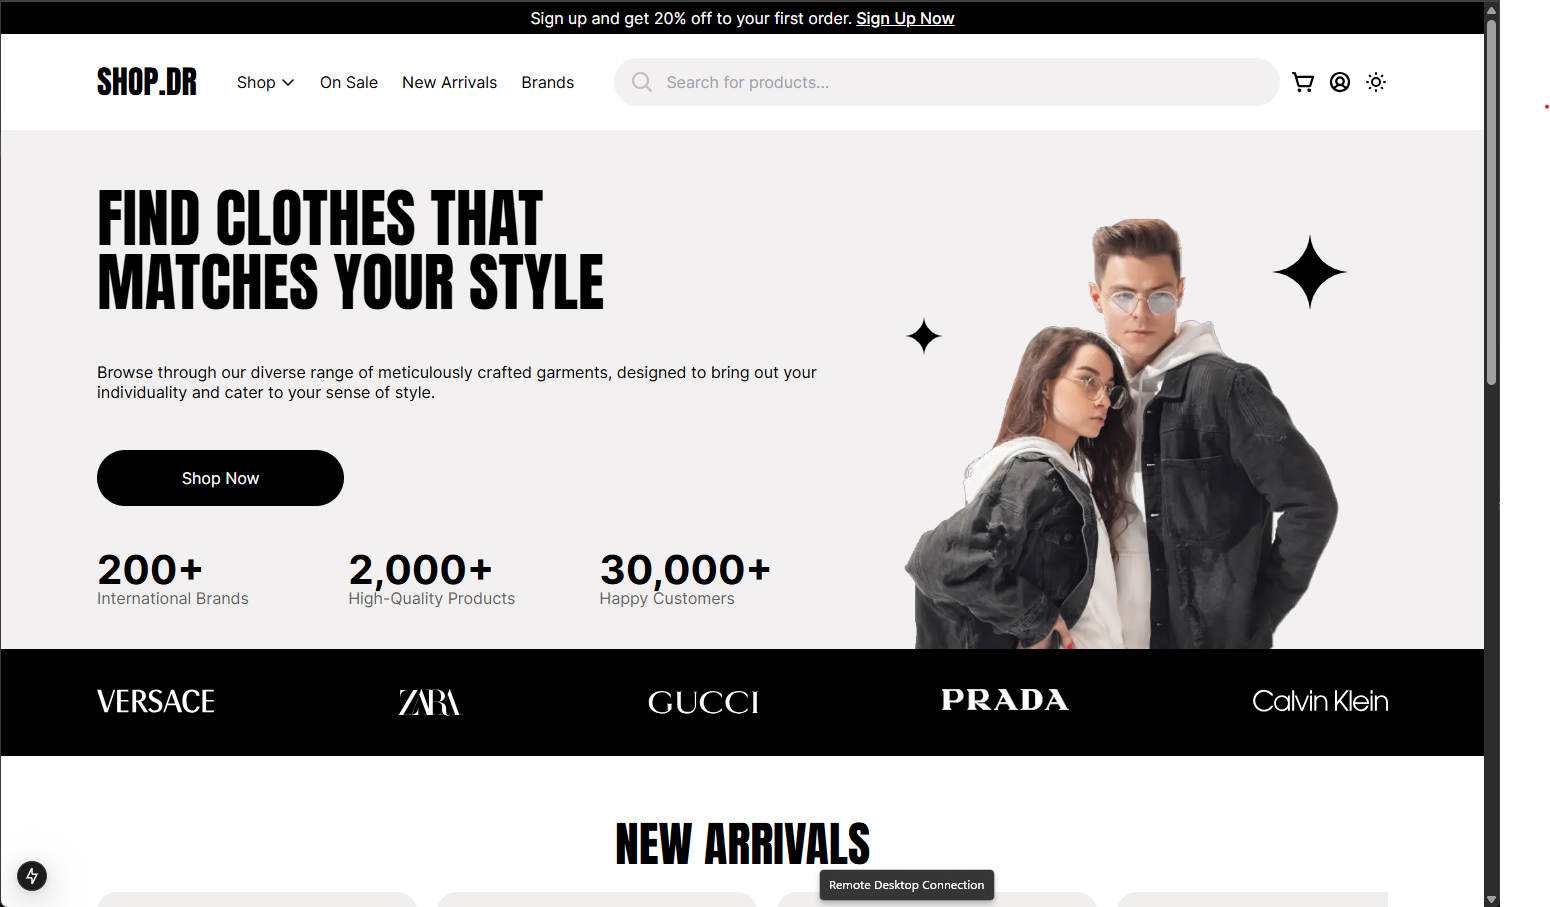 Sign up and get 20% off to your first order. Sign Up Now
SHOP.DR
Shop
On Sale
New Arrivals
Brands
Search for products...
FIND CLOTHES THAT
MATCHES YOUR STYLE
Browse through our diverse range of meticulously crafted garments, designed to bring out your
individuality and cater to your sense of style.
Shop Now
200+
International Brands
2,000+
High-Quality Products
30,000+
Happy Customers
VERSACE
ZARA
GUCCI
PRADA
Calvin Klein
NEW ARRIVALS
Remote Desktop Connection